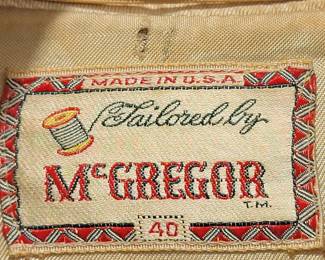 MADE IN U.S.A.
Tailored by
McGREGOR
T.M.
40